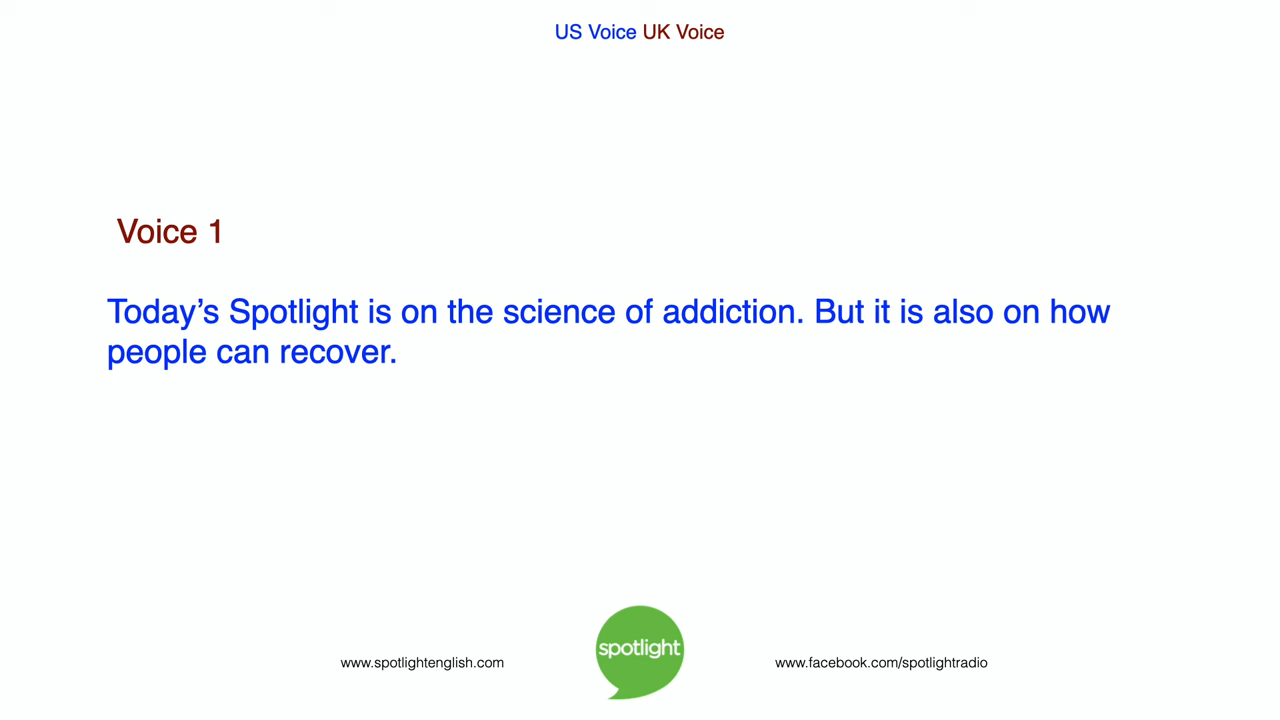 US Voice UK Voice
Voice 1
Today’s Spotlight is on the science of addiction. But it is also on how
people can recover.
www.spotlightenglish.com
spotlight
www.facebook.com/spotlightradio